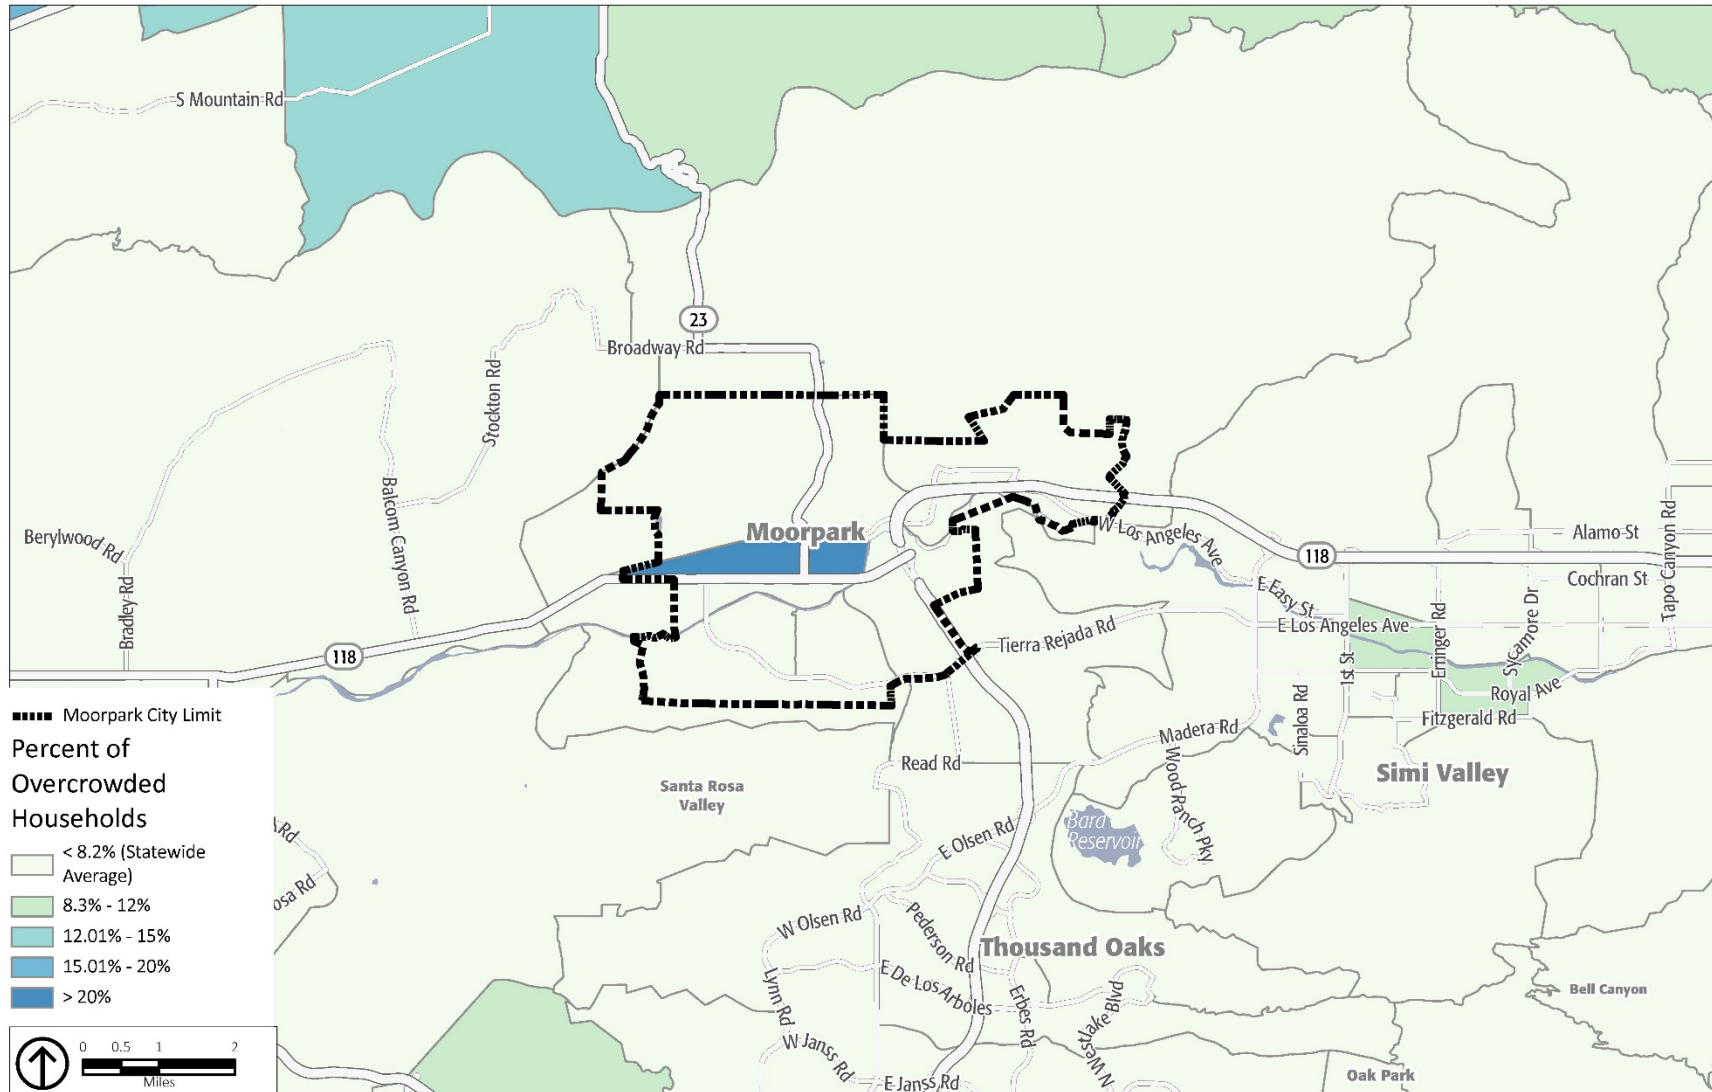 S Mountain Rd
23
Broadway Rd
Stockton Rd
Balcom Canyon Rd
Berylwood Rd
Bradley Rd
Moorpark
W Los Angeles Ave
118
Alamo St
Tapo Canyon Rd
Cochran St
E Easy St
E Los Angeles Ave
Erringer Rd
Sycamore Dr
Tierra Rejada Rd
118
1st St
Royal Ave
Fitzgerald Rd
Sinaloa Rd
Madera Rd
Wood Ranch Pky
Read Rd
Simi Valley
Santa Rosa
Valley
Bard
Reservoir
E Olsen Rd
W Olsen Rd
Pederson Rd
Thousand Oaks
E De Los Arboles
Lynn Rd
Erbes Rd
N Westlake Blvd
Bell Canyon
W Janss Rd
E Janss Rd
Oak Park
Rd
osa Rd
Moorpark City Limit
Percent of
Overcrowded
Households
< 8.2% (Statewide
Average)
8.3% - 12%
12.01% - 15%
15.01% - 20%
> 20%
0 0.5 1 2
Miles